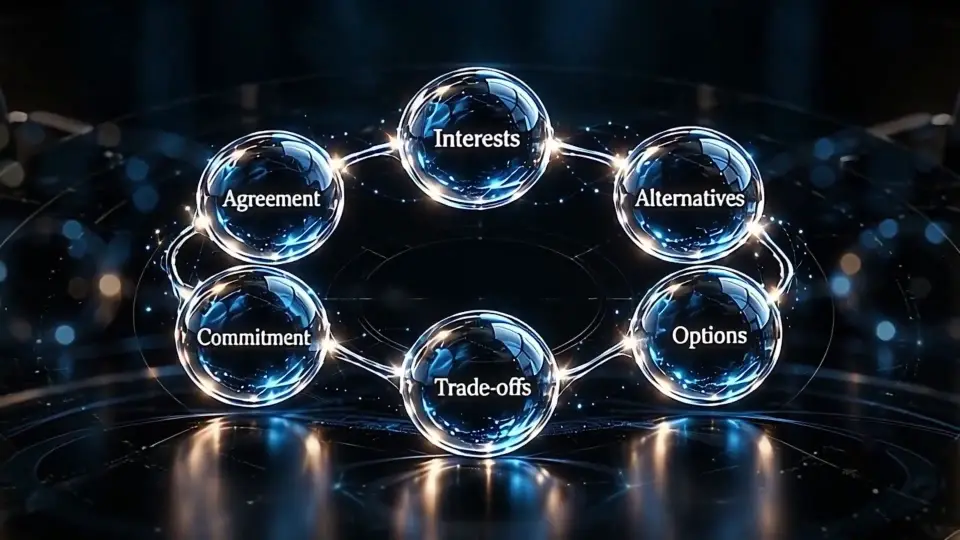 Interests
Agreement
Alternatives
Commitment
Options
Trade-offs